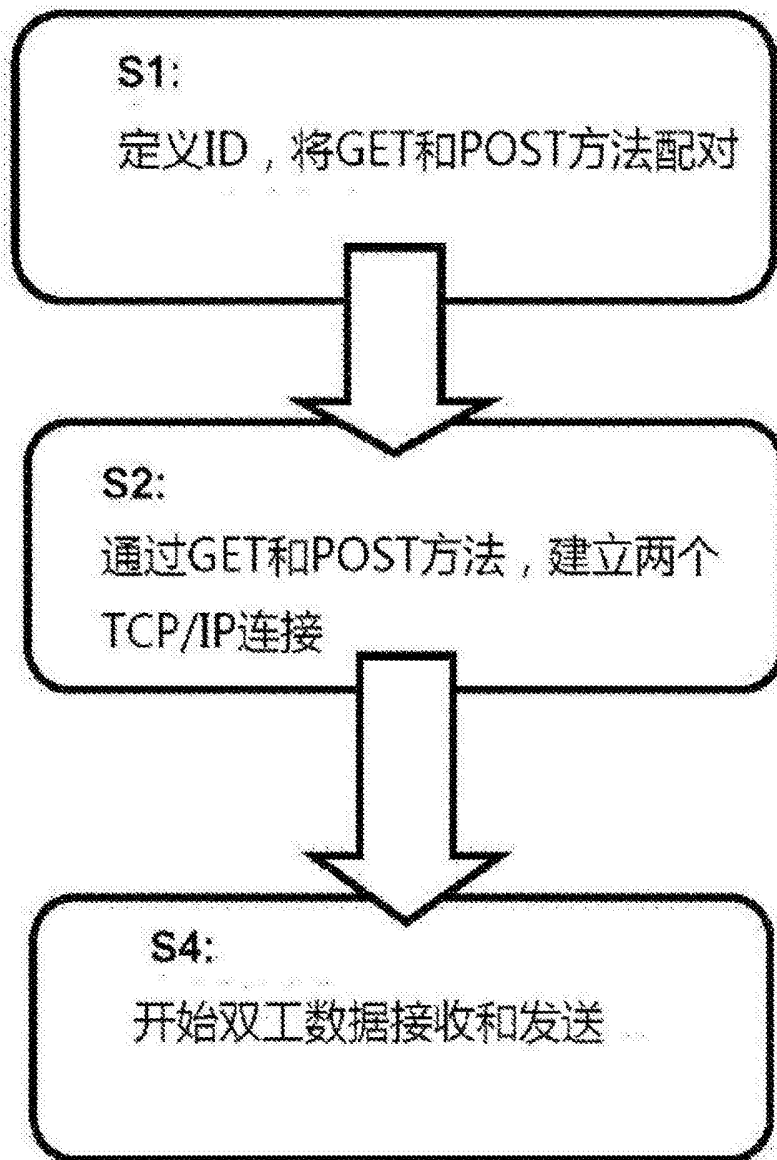 S1:
定义ID，将GET和POST方法配对
S2:
通过GET和POST方法，建立两个
TCP/IP连接
S4:
开始双工数据接收和发送